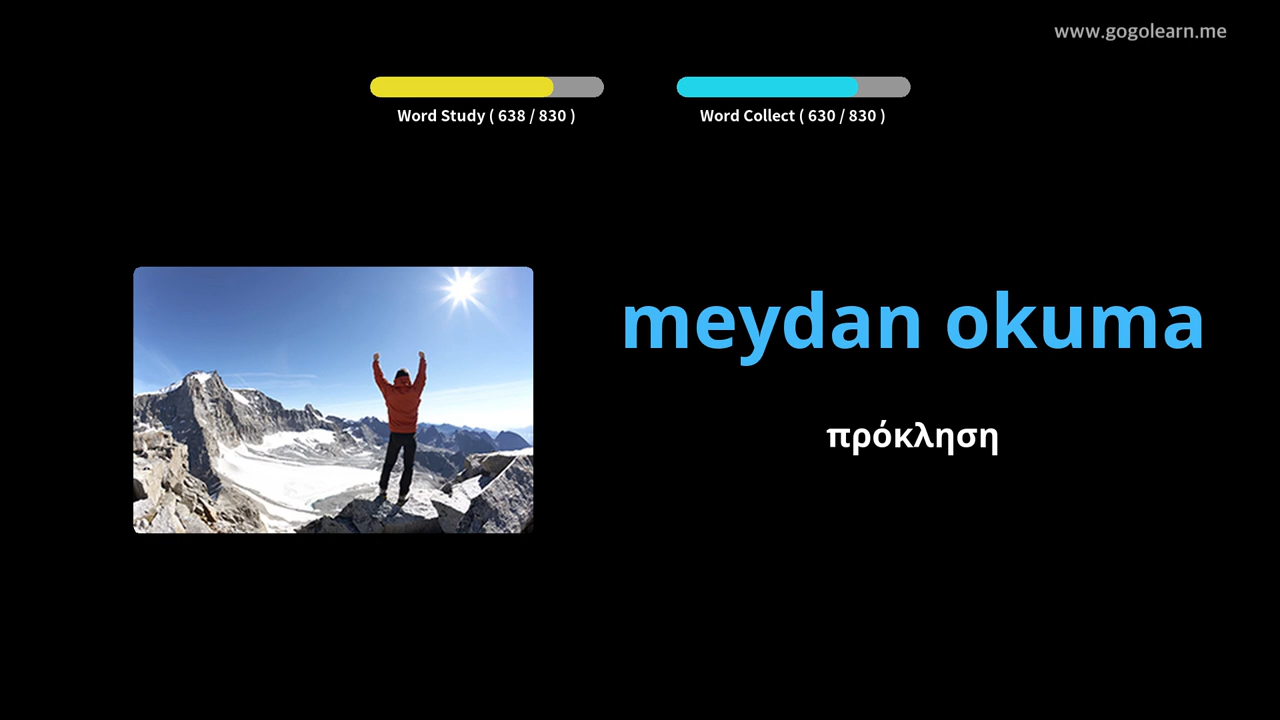 www.gogolearn.me
Word Study ( 638 / 830 )
Word Collect ( 630 / 830 )
meydan okuma
πρόκληση